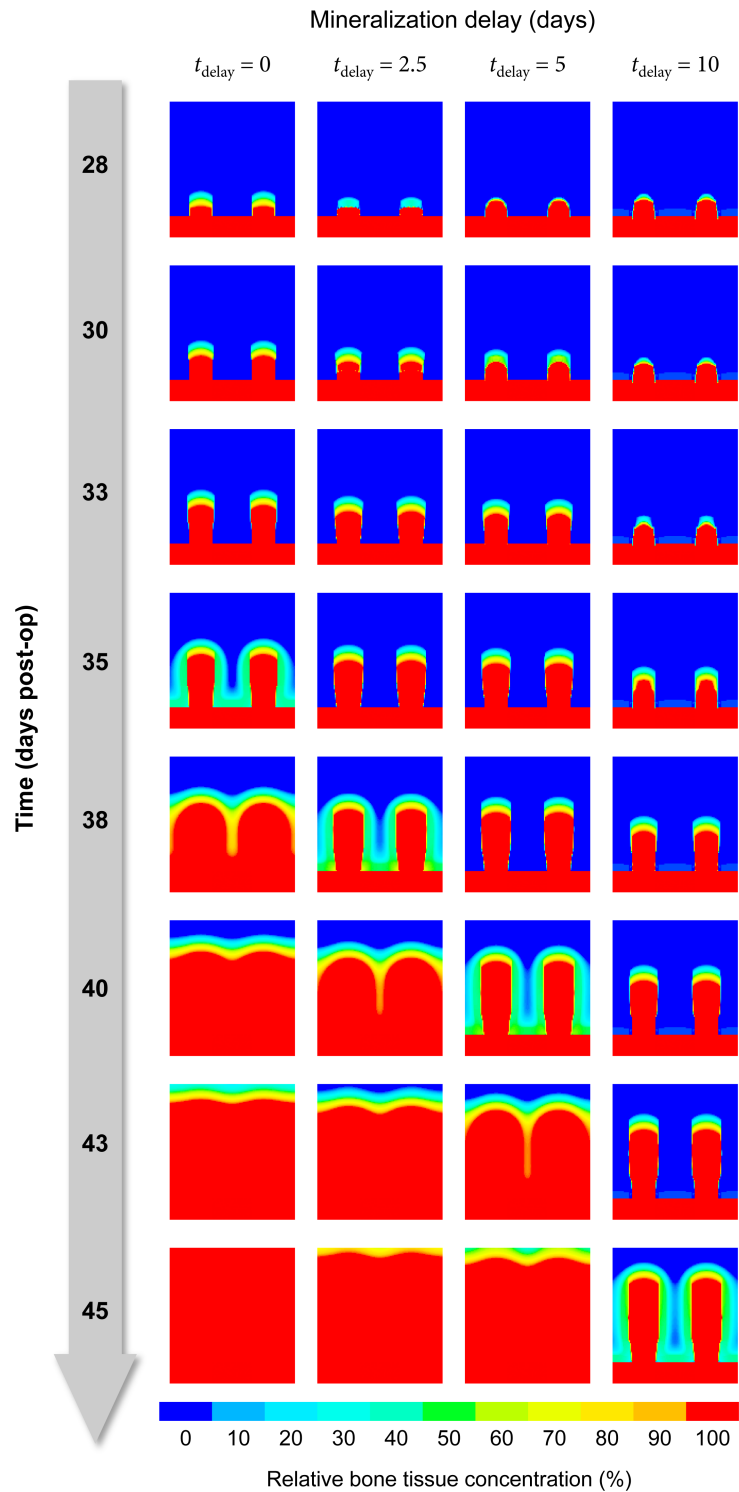 Mineralization delay (days)
t_delay = 0 t_delay = 2.5 t_delay = 5 t_delay = 10
28
30
33
35
Time (days post-op)
38
40
43
45
0 10 20 30 40 50 60 70 80 90 100
Relative bone tissue concentration (%)